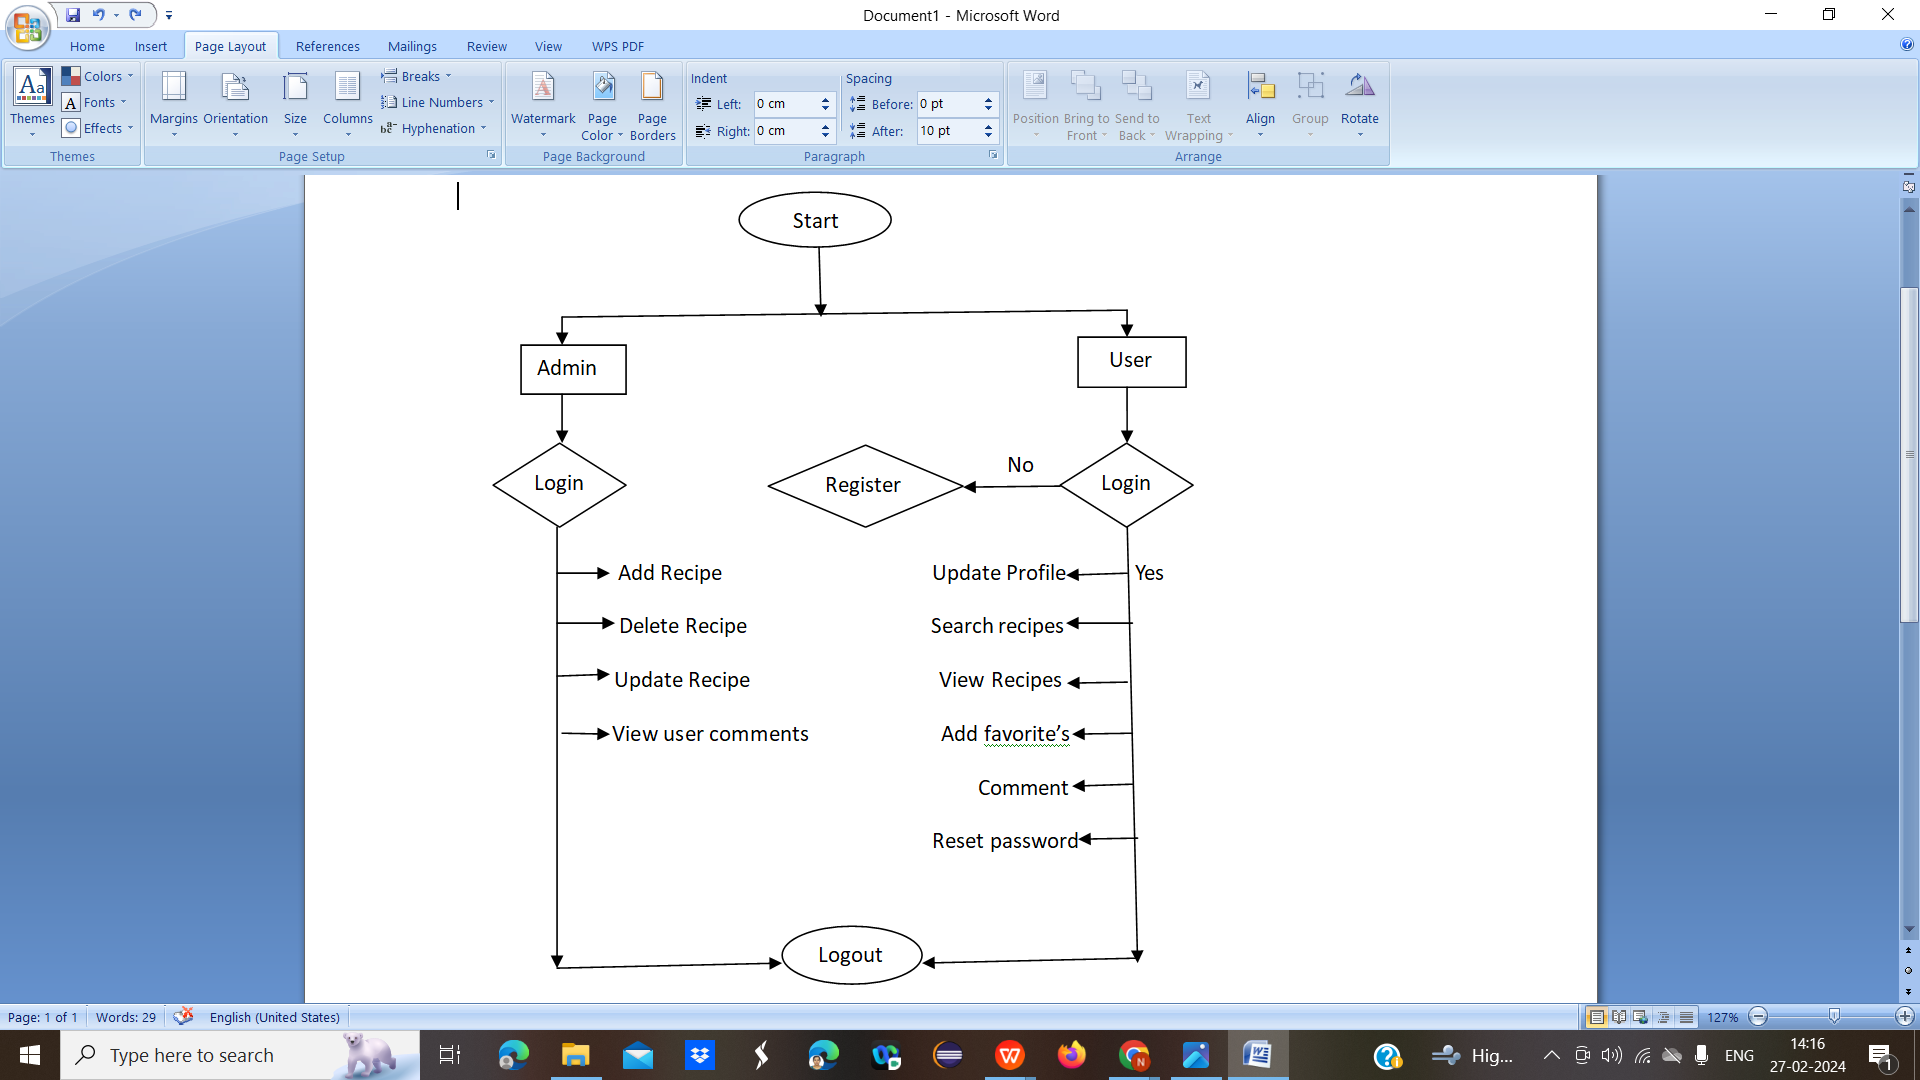 Document1 - Microsoft Word
Home Insert Page Layout References Mailings Review View WPS PDF
Aa Themes
Colors
Fonts
Effects
Themes
Margins Orientation Size Columns
Breaks
Line Numbers
Hyphenation
Page Setup
Watermark Page Color Page Borders
Page Background
Indent
Left: 0 cm
Right: 0 cm
Spacing
Before: 0 pt
After: 10 pt
Paragraph
Position Bring to Front Send to Back Text Wrapping Align Group Rotate
Arrange
Start
Admin
User
Login
Register
No
Login
Add Recipe
Update Profile
Yes
Delete Recipe
Search recipes
Update Recipe
View Recipes
View user comments
Add favorite’s
Comment
Reset password
Logout
Page: 1 of 1 Words: 29 English (United States) 127%
Type here to search
Hig...
ENG
14:16
27-02-2024
1